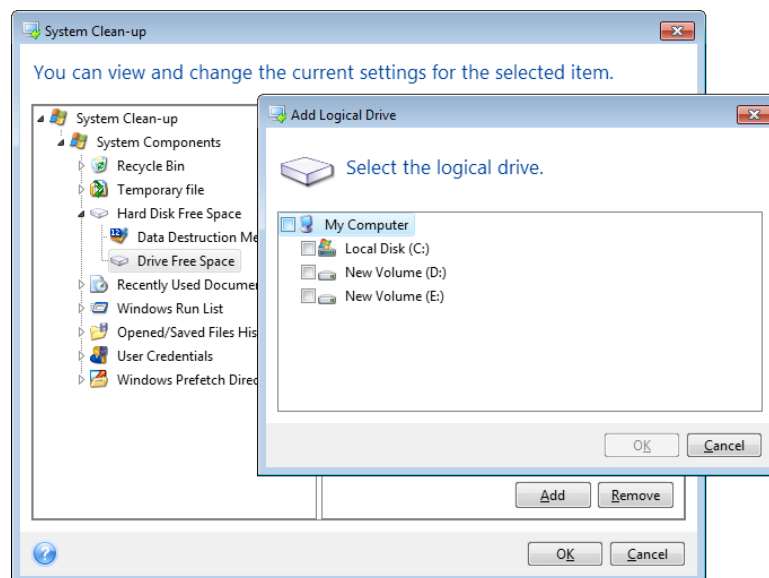 System Clean-up
You can view and change the current settings for the selected item.
System Clean-up
System Components
Recycle Bin
Temporary file
Hard Disk Free Space
Data Destruction Me
Drive Free Space
Recently Used Documen
Windows Run List
Opened/Saved Files His
User Credentials
Windows Prefetch Direc
Add Logical Drive
Select the logical drive.
My Computer
Local Disk (C:)
New Volume (D:)
New Volume (E:)
OK
Cancel
Add
Remove
OK
Cancel